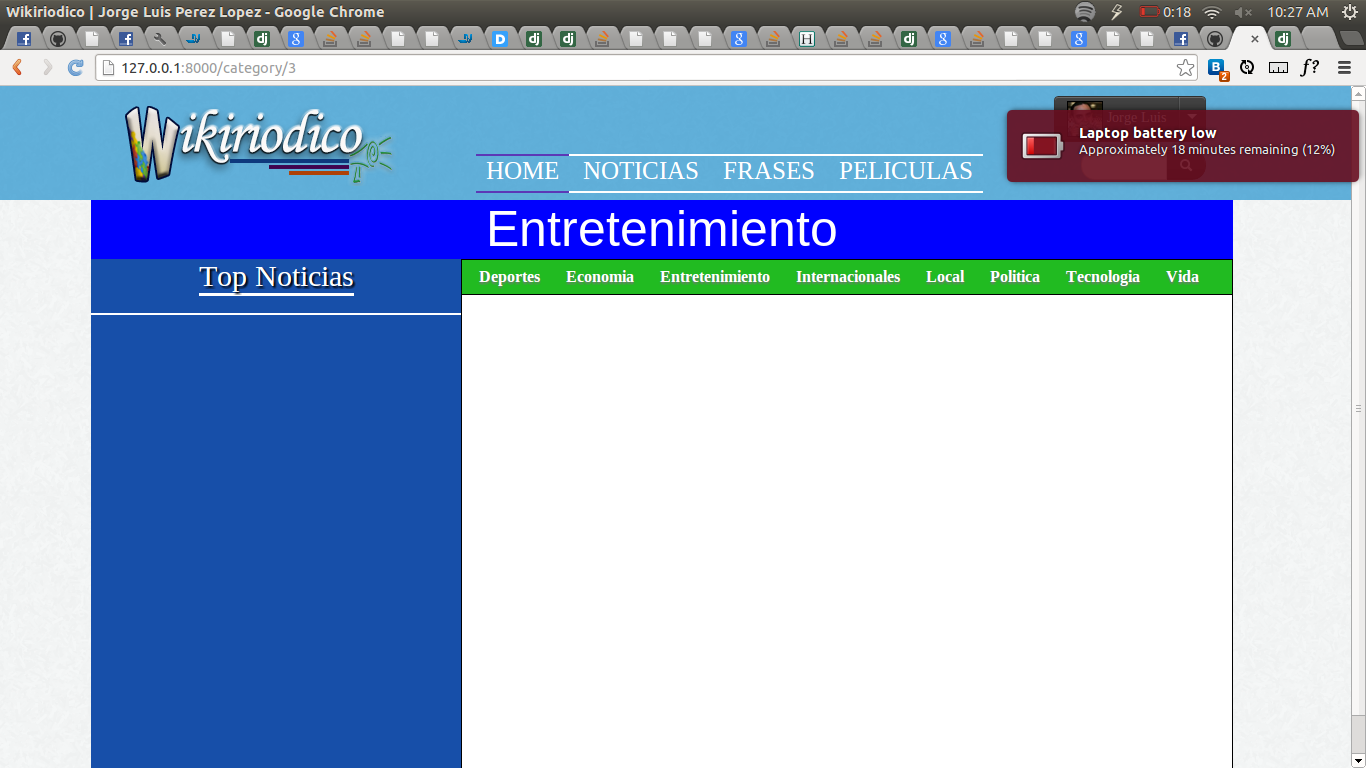 Wikiriodico | Jorge Luis Perez Lopez - Google Chrome
0:18
10:27 AM
127.0.0.1:8000/category/3
B 2
f?
Wikiriodico
Jorge Luis
Laptop battery low
Approximately 18 minutes remaining (12%)
HOME NOTICIAS FRASES PELICULAS
Entretenimiento
Top Noticias
Deportes Economia Entretenimiento Internacionales Local Politica Tecnologia Vida